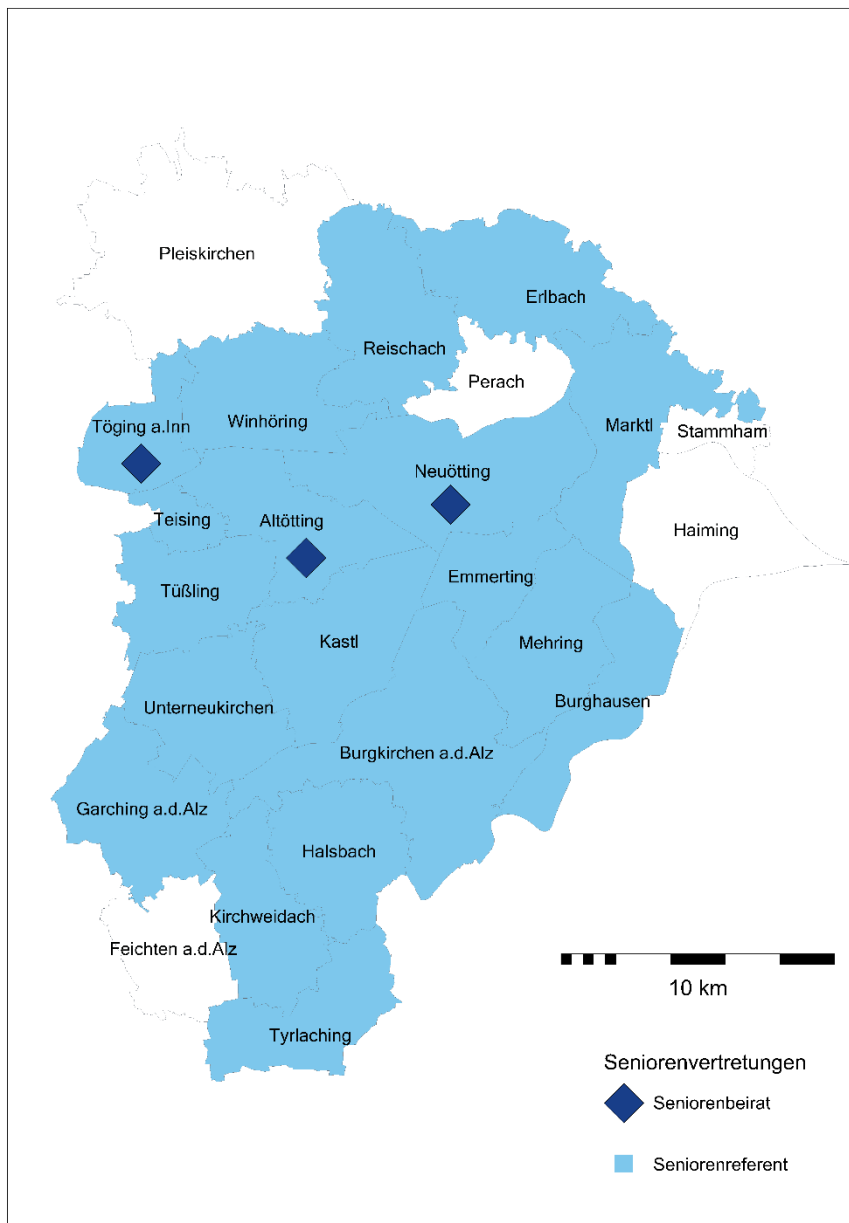 Pleiskirchen
Erlbach
Reischach
Perach
Töging a.Inn
Winhöring
Marktl
Stammham
Neuötting
Teising
Altötting
Haiming
Tüßling
Emmerting
Kastl
Mehring
Unterneukirchen
Burghausen
Burgkirchen a.d.Alz
Garching a.d.Alz
Halsbach
Kirchweidach
Feichten a.d.Alz
10 km
Tyrlaching
Seniorenvertretungen
Seniorenbeirat
Seniorenreferent